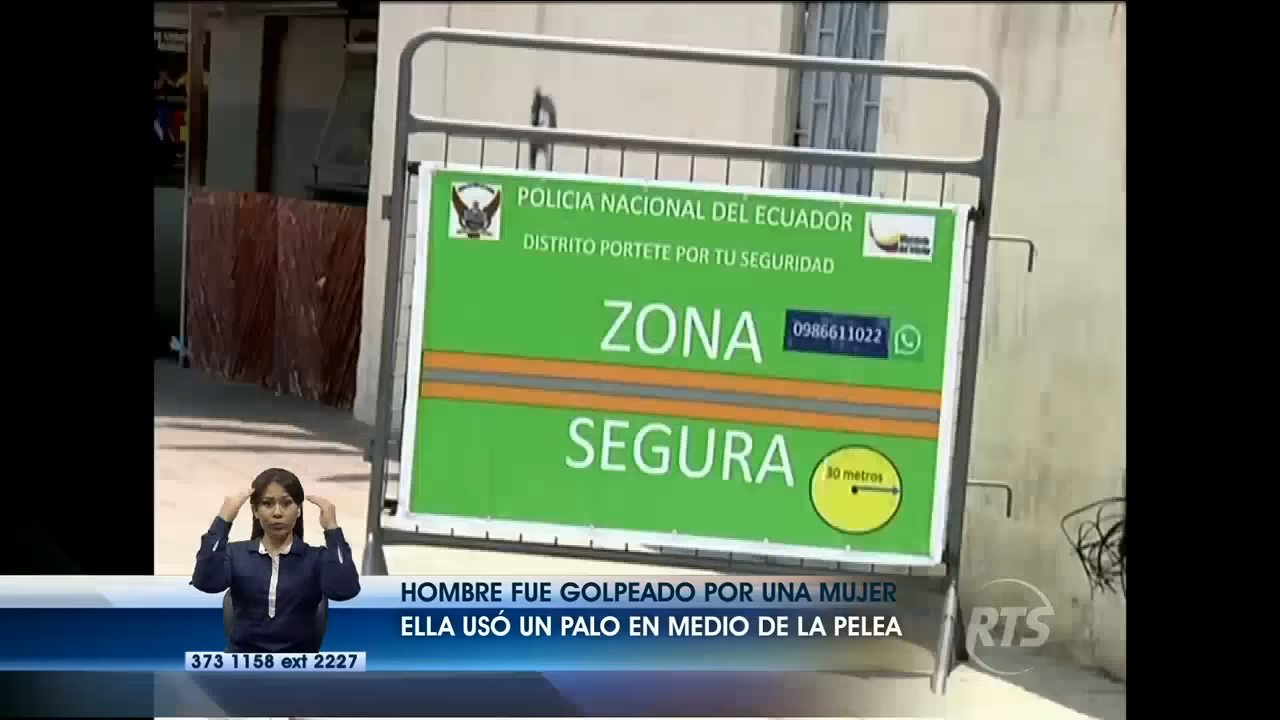 POLICIA NACIONAL DEL ECUADOR
DISTRITO PORTETE POR TU SEGURIDAD
ZONA
0986611022
SEGURA
30 metros
HOMBRE FUE GOLPEADO POR UNA MUJER
ELLA USÓ UN PALO EN MEDIO DE LA PELEA
RTS
373 1158 ext 2227